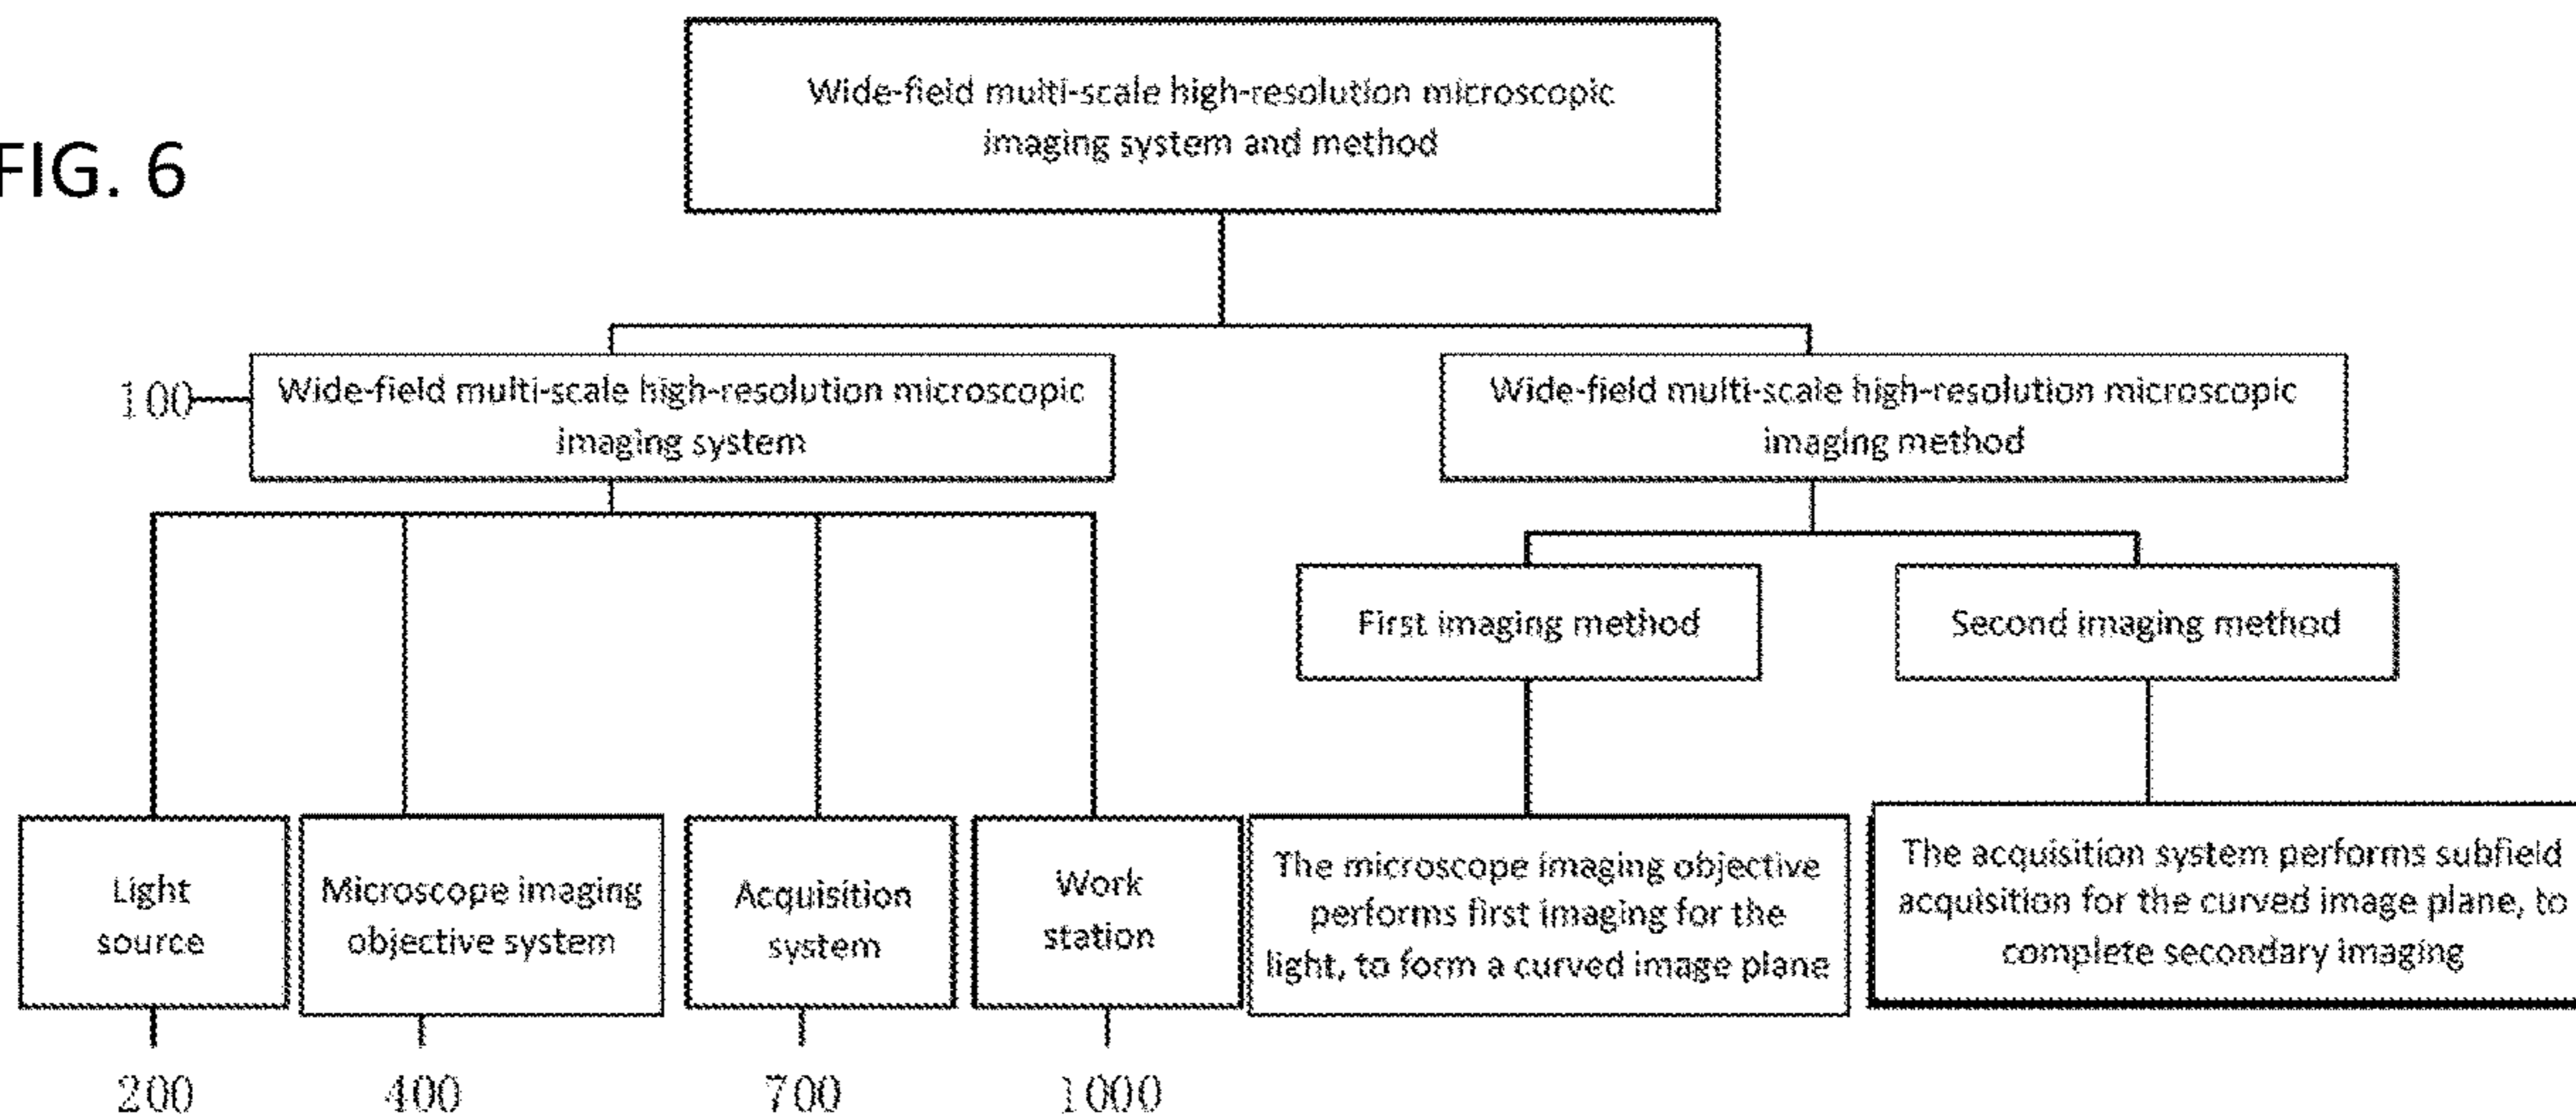 Wide-field multi-scale high-resolution microscopic
imaging system and method
FIG. 6
100
Wide-field multi-scale high-resolution microscopic
imaging system
Wide-field multi-scale high-resolution microscopic
imaging method
First imaging method
Second imaging method
Light
source
Microscope imaging
objective system
Acquisition
system
Work
station
The microscope imaging objective
performs first imaging for the
light, to form a curved image plane
The acquisition system performs subfield
acquisition for the curved image plane, to
complete secondary imaging
200
400
700
1000